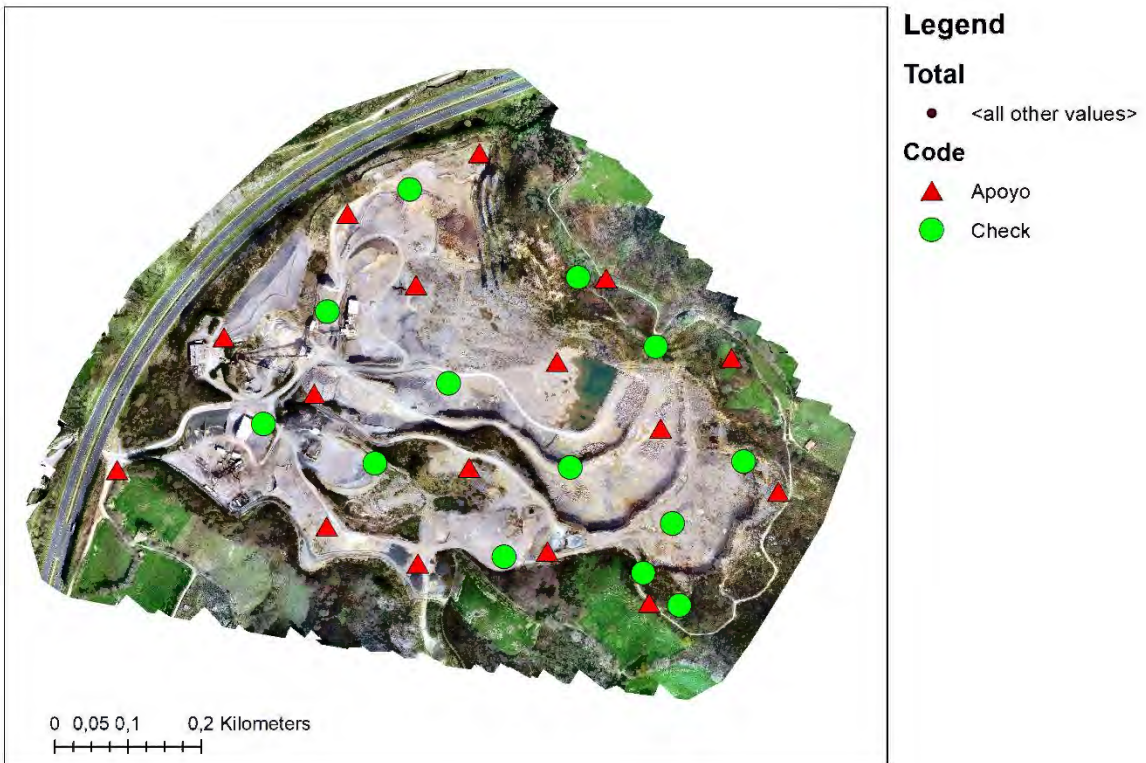 Legend
Total
<all other values>
Code
Apoyo
Check
0 0,05 0,1 0,2 Kilometers